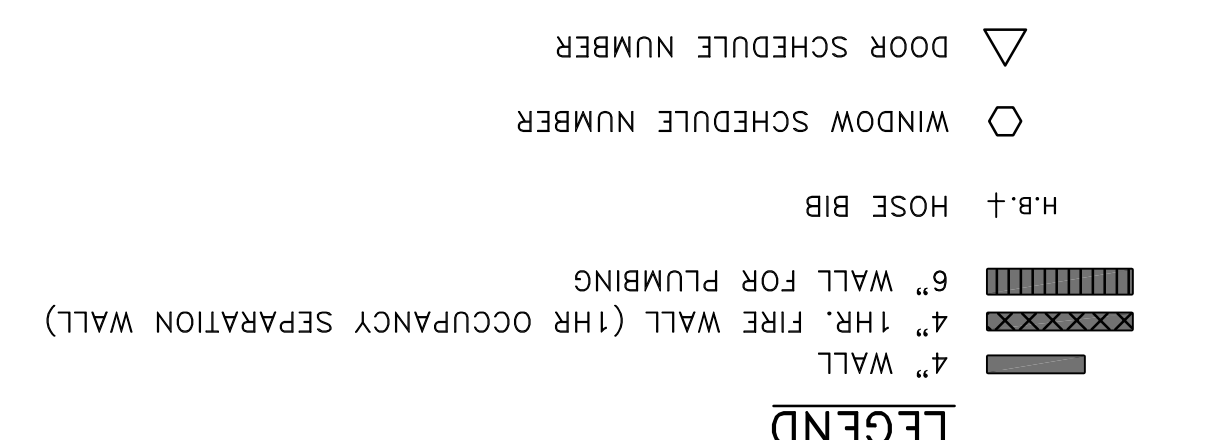 LEGEND
4" WALL
4" 1HR. FIRE WALL (1HR OCCUPANCY SEPARATION WALL)
6" WALL FOR PLUMBING
H.B. HOSE BIB
WINDOW SCHEDULE NUMBER
DOOR SCHEDULE NUMBER